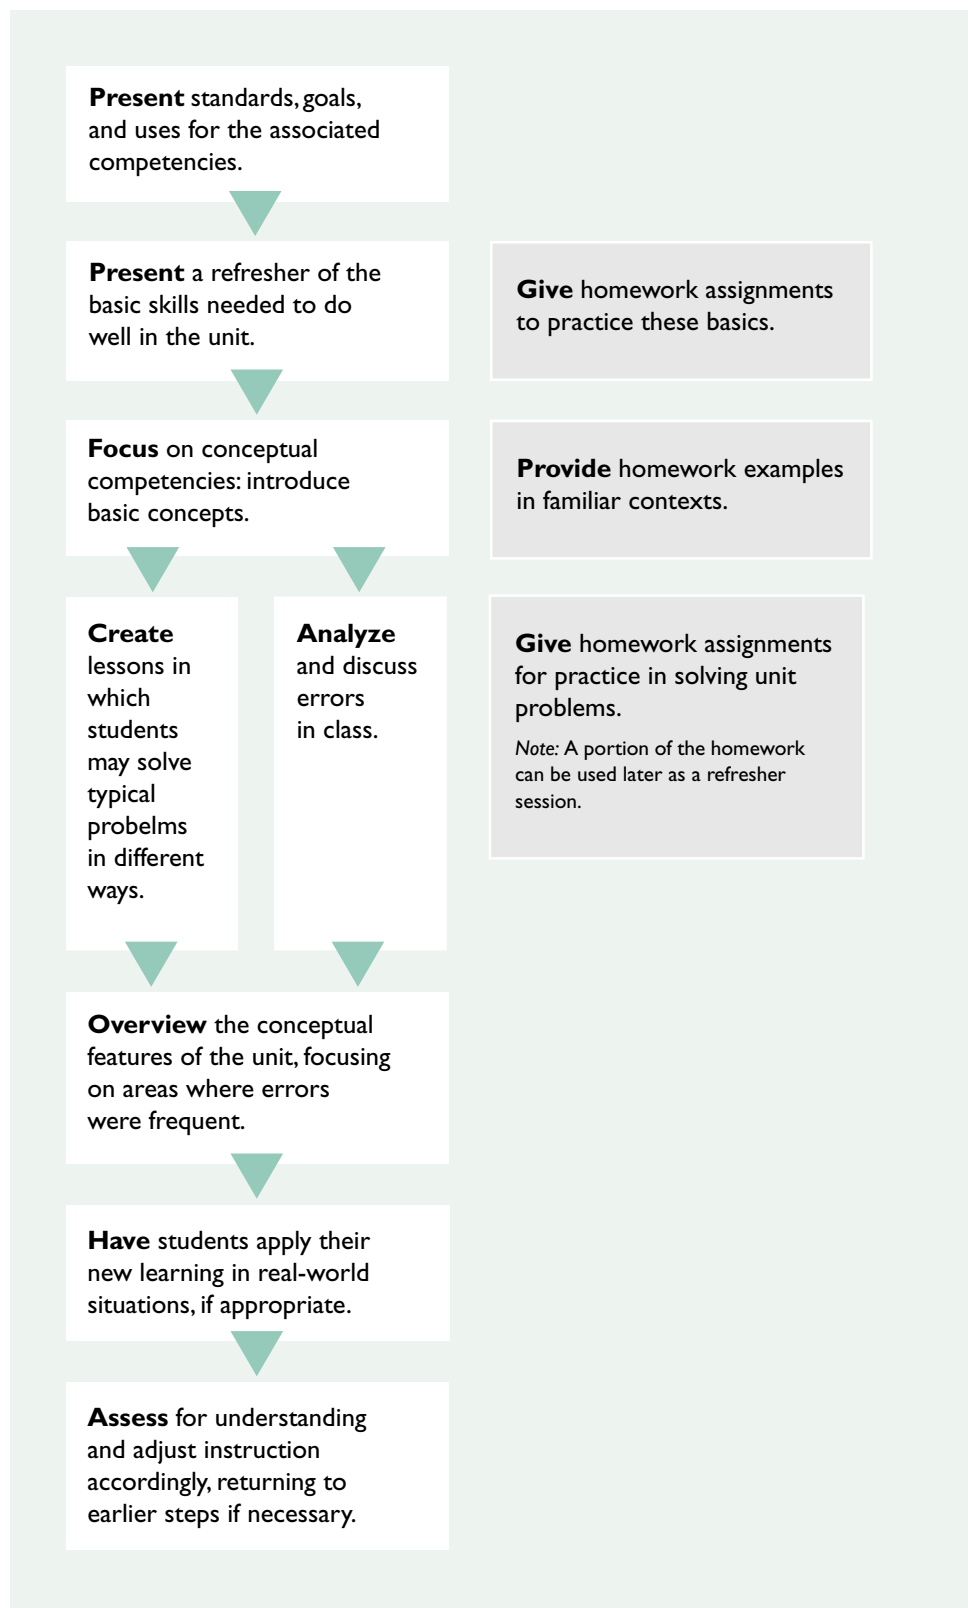 Present standards, goals,
and uses for the associated
competencies.
Present a refresher of the
basic skills needed to do
well in the unit.
Give homework assignments
to practice these basics.
Focus on conceptual
competencies: introduce
basic concepts.
Provide homework examples
in familiar contexts.
Create
lessons in
which
students
may solve
typical
probelms
in different
ways.
Analyze
and discuss
errors
in class.
Give homework assignments
for practice in solving unit
problems.
Note: A portion of the homework
can be used later as a refresher
session.
Overview the conceptual
features of the unit, focusing
on areas where errors
were frequent.
Have students apply their
new learning in real-world
situations, if appropriate.
Assess for understanding
and adjust instruction
accordingly, returning to
earlier steps if necessary.